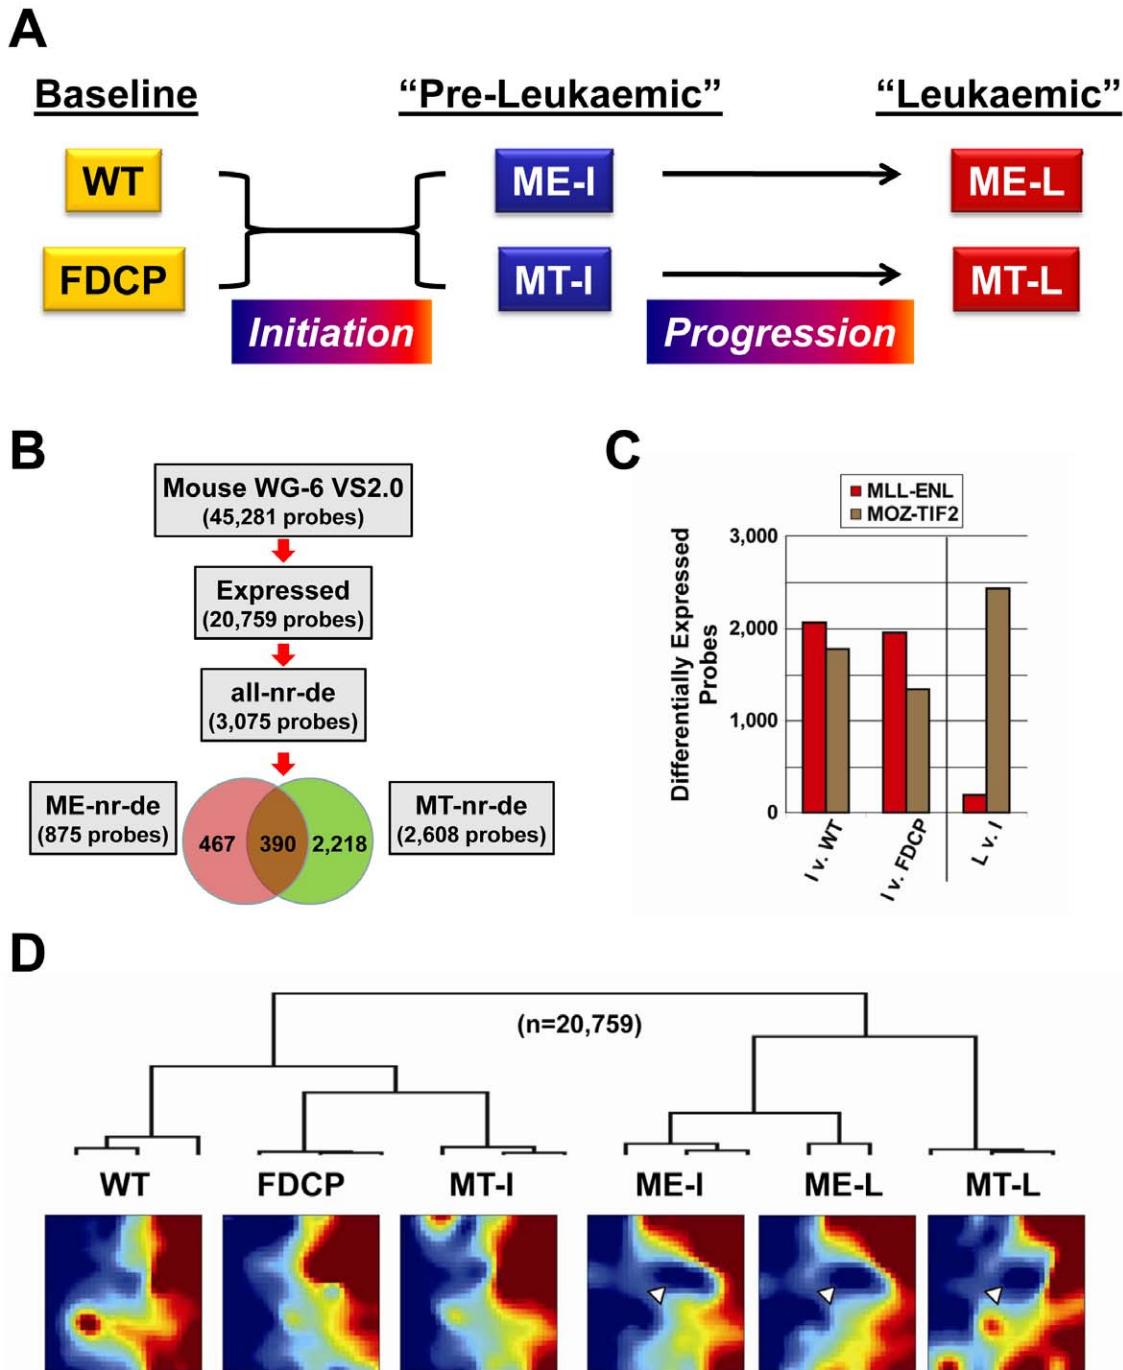 A
Baseline
“Pre-Leukaemic”
“Leukaemic”
WT
ME-I
ME-L
FDCP
MT-I
MT-L
Initiation
Progression
B
Mouse WG-6 VS2.0
(45,281 probes)
Expressed
(20,759 probes)
all-nr-de
(3,075 probes)
ME-nr-de
(875 probes)
467
390
2,218
MT-nr-de
(2,608 probes)
C
MLL-ENL
MOZ-TIF2
Differentially Expressed
Probes
3,000
2,000
1,000
0
I v. WT
I v. FDCP
L v. I
D
(n=20,759)
WT
FDCP
MT-I
ME-I
ME-L
MT-L